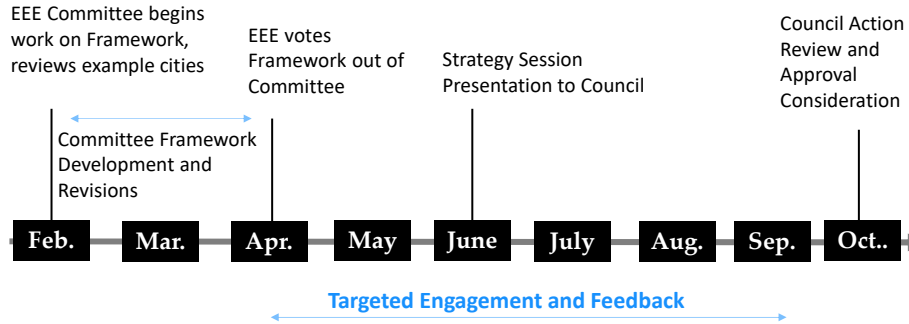 EEE Committee begins
work on Framework,
reviews example cities
EEE votes
Framework out of
Committee
Strategy Session
Presentation to Council
Council Action
Review and
Approval
Consideration
Committee Framework
Development and
Revisions
Feb.
Mar.
Apr.
May
June
July
Aug.
Sep.
Oct..
Targeted Engagement and Feedback